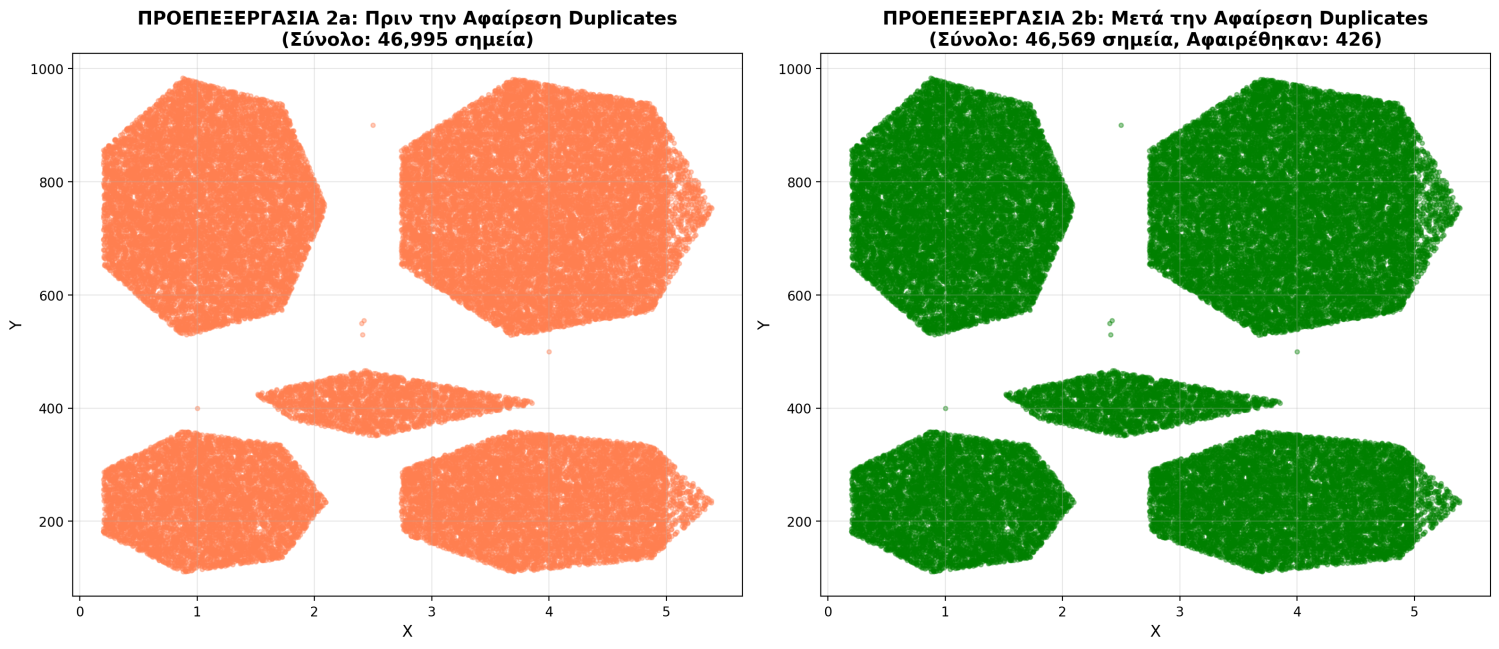 ΠΡΟΕΠΕΞΕΡΓΑΣΙΑ 2a: Πριν την Αφαίρεση Duplicates
(Σύνολο: 46,995 σημεία)
1000
800
600
400
200
Y
0 1 2 3 4 5
X
ΠΡΟΕΠΕΞΕΡΓΑΣΙΑ 2b: Μετά την Αφαίρεση Duplicates
(Σύνολο: 46,569 σημεία, Αφαιρέθηκαν: 426)
1000
800
600
400
200
Y
0 1 2 3 4 5
X